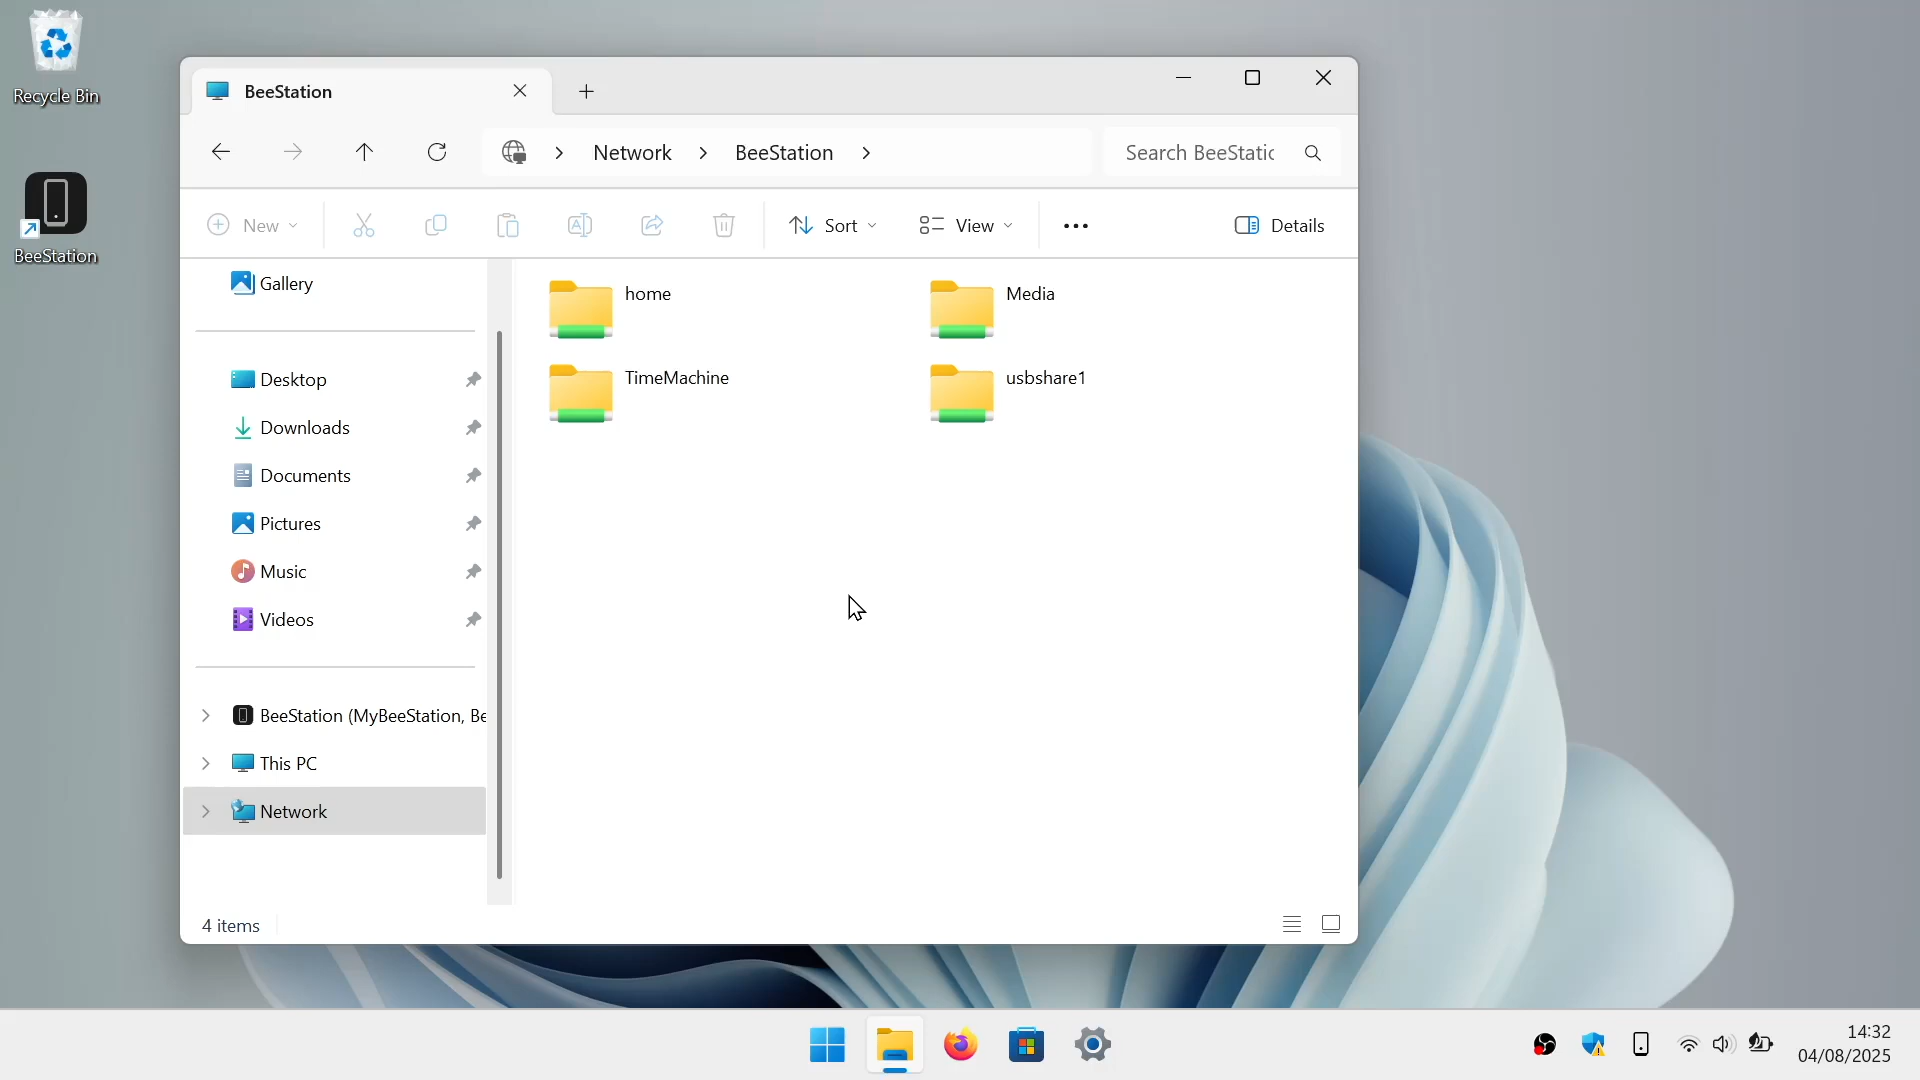 Recycle Bin
BeeStation
BeeStation
Network
BeeStation
Search BeeStatic
New
Sort
View
Details
Gallery
Desktop
Downloads
Documents
Pictures
Music
Videos
BeeStation (MyBeeStation, Be
This PC
Network
home
Media
TimeMachine
usbshare1
4 items
14:32
04/08/2025